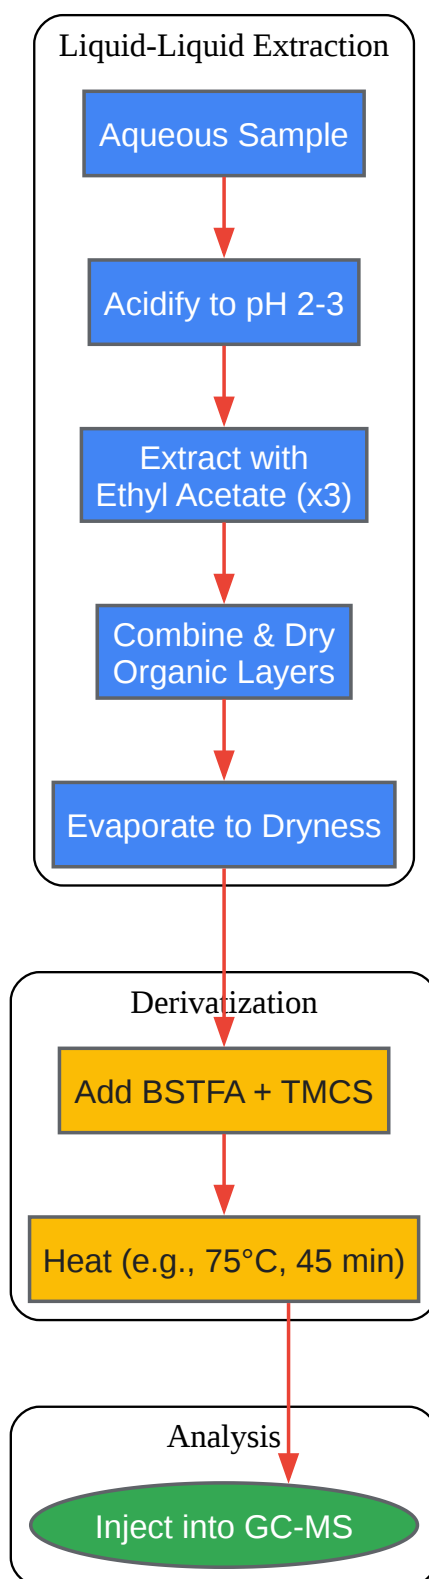 Liquid-Liquid Extraction
Aqueous Sample
Acidify to pH 2-3
Extract with
Ethyl Acetate (x3)
Combine & Dry
Organic Layers
Evaporate to Dryness
Derivatization
Add BSTFA + TMCS
Heat (e.g., 75°C, 45 min)
Analysis
Inject into GC-MS